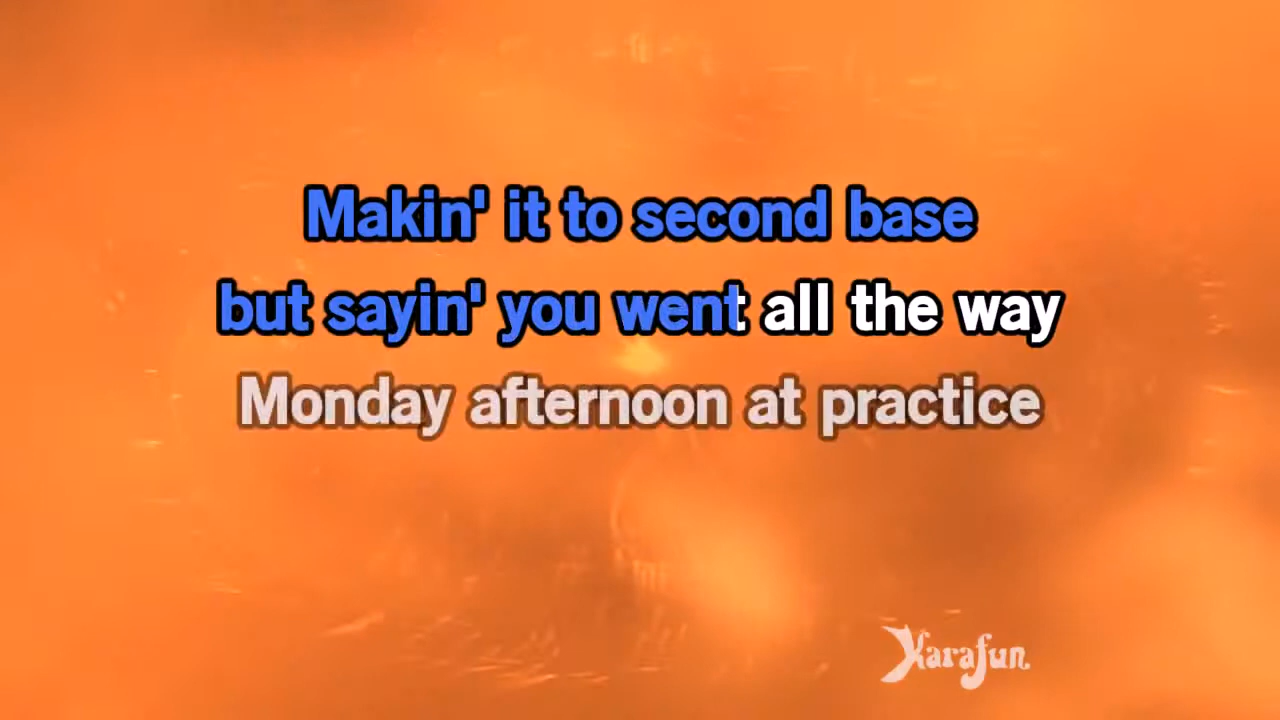 Makin' it to second base
but sayin' you went all the way
Monday afternoon at practice
Karafun